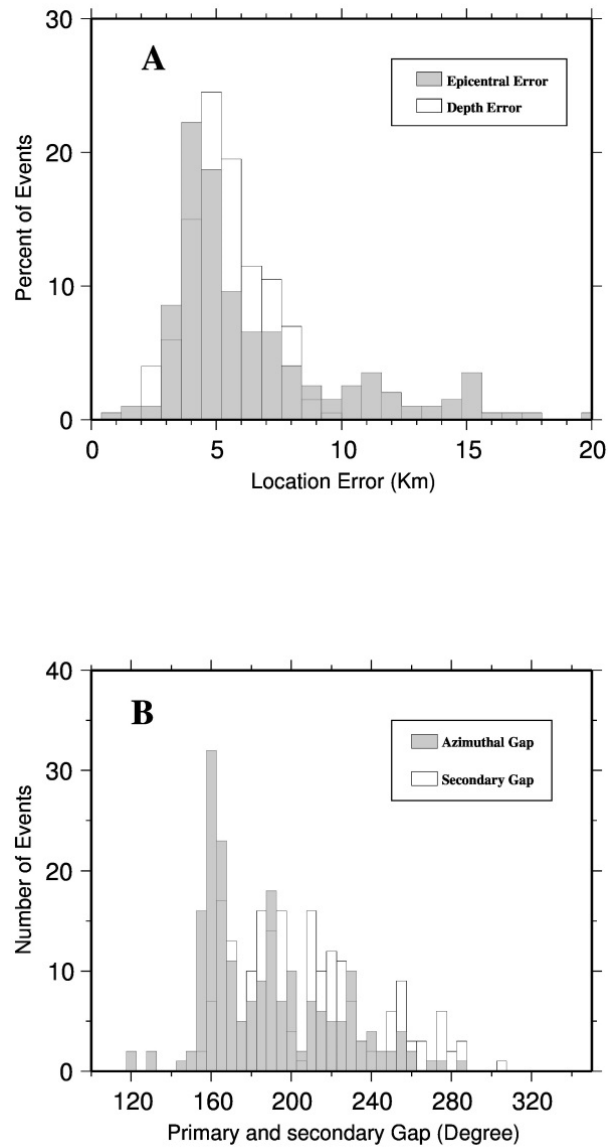 30
A
Epicentral Error
Depth Error
20
Percent of Events
10
0
0 5 10 15 20
Location Error (Km)
40
B
Azimuthal Gap
Secondary Gap
30
Number of Events
20
10
0
120 160 200 240 280 320
Primary and secondary Gap (Degree)